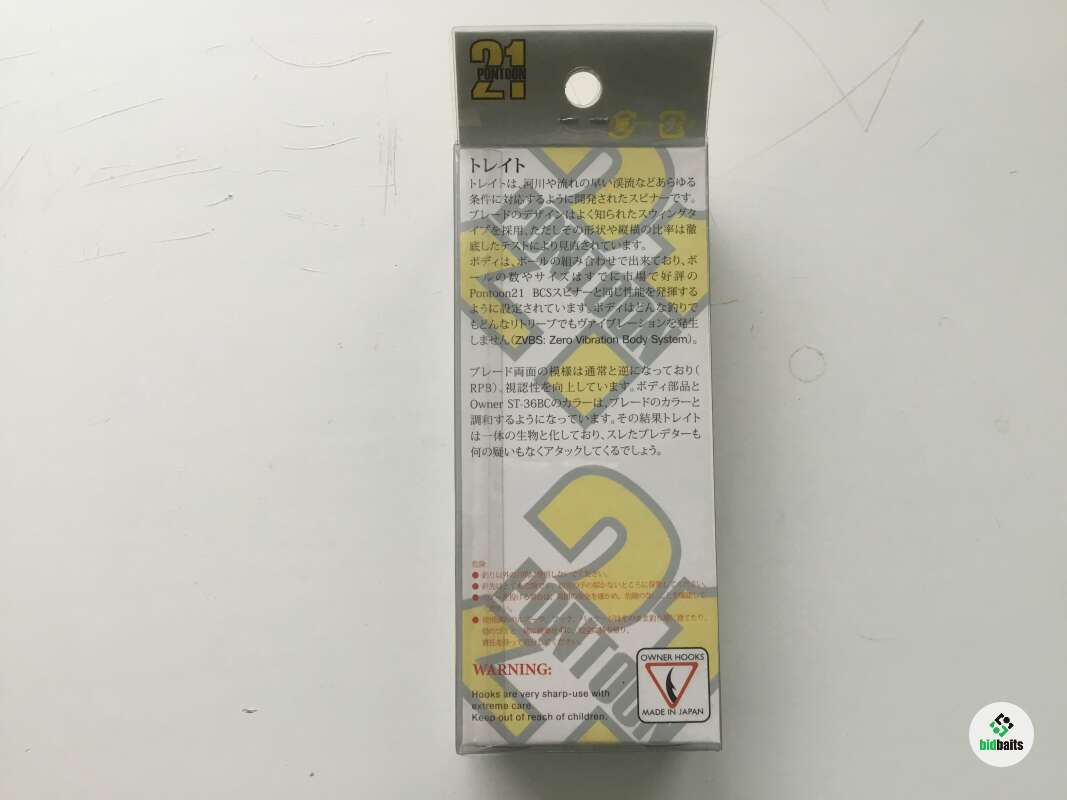 21
PONTOON
トレイト
トレイトは、河川や流れの早い渓流などあらゆる
条件に対応するように開発されたスピナーです。
ブレードのデザインはよく知られたスウィングタ
イプを採用、ただしその形状や縦横の比率は徹
底したテストにより見直されています。
ボディは、ボールの組み合わせで出来ており、ボ
ールの数やサイズはすでに市場で好評の
Pontoon21 BCSスピナーと同じ性能を発揮する
ように設定されています。ボディはどんな釣りで
もどんなリトリーブでもヴァイブレーションを発生
しません（ZVBS: Zero Vibration Body System）。
ブレード両面の模様は通常と逆になっており（
RPB）、視認性を向上しています。ボディ部品と
Owner ST-36BCのカラーは、ブレードのカラーと
調和するようになっています。その結果トレイト
は一体の生物と化しており、スレたプレデターも
何の疑いもなくアタックしてくるでしょう。
PONTOON
21
PONTOON
危険
WARNING:
Hooks are very sharp-use with
extreme care.
Keep out of reach of children.
OWNER HOOKS
MADE IN JAPAN
bidbaits